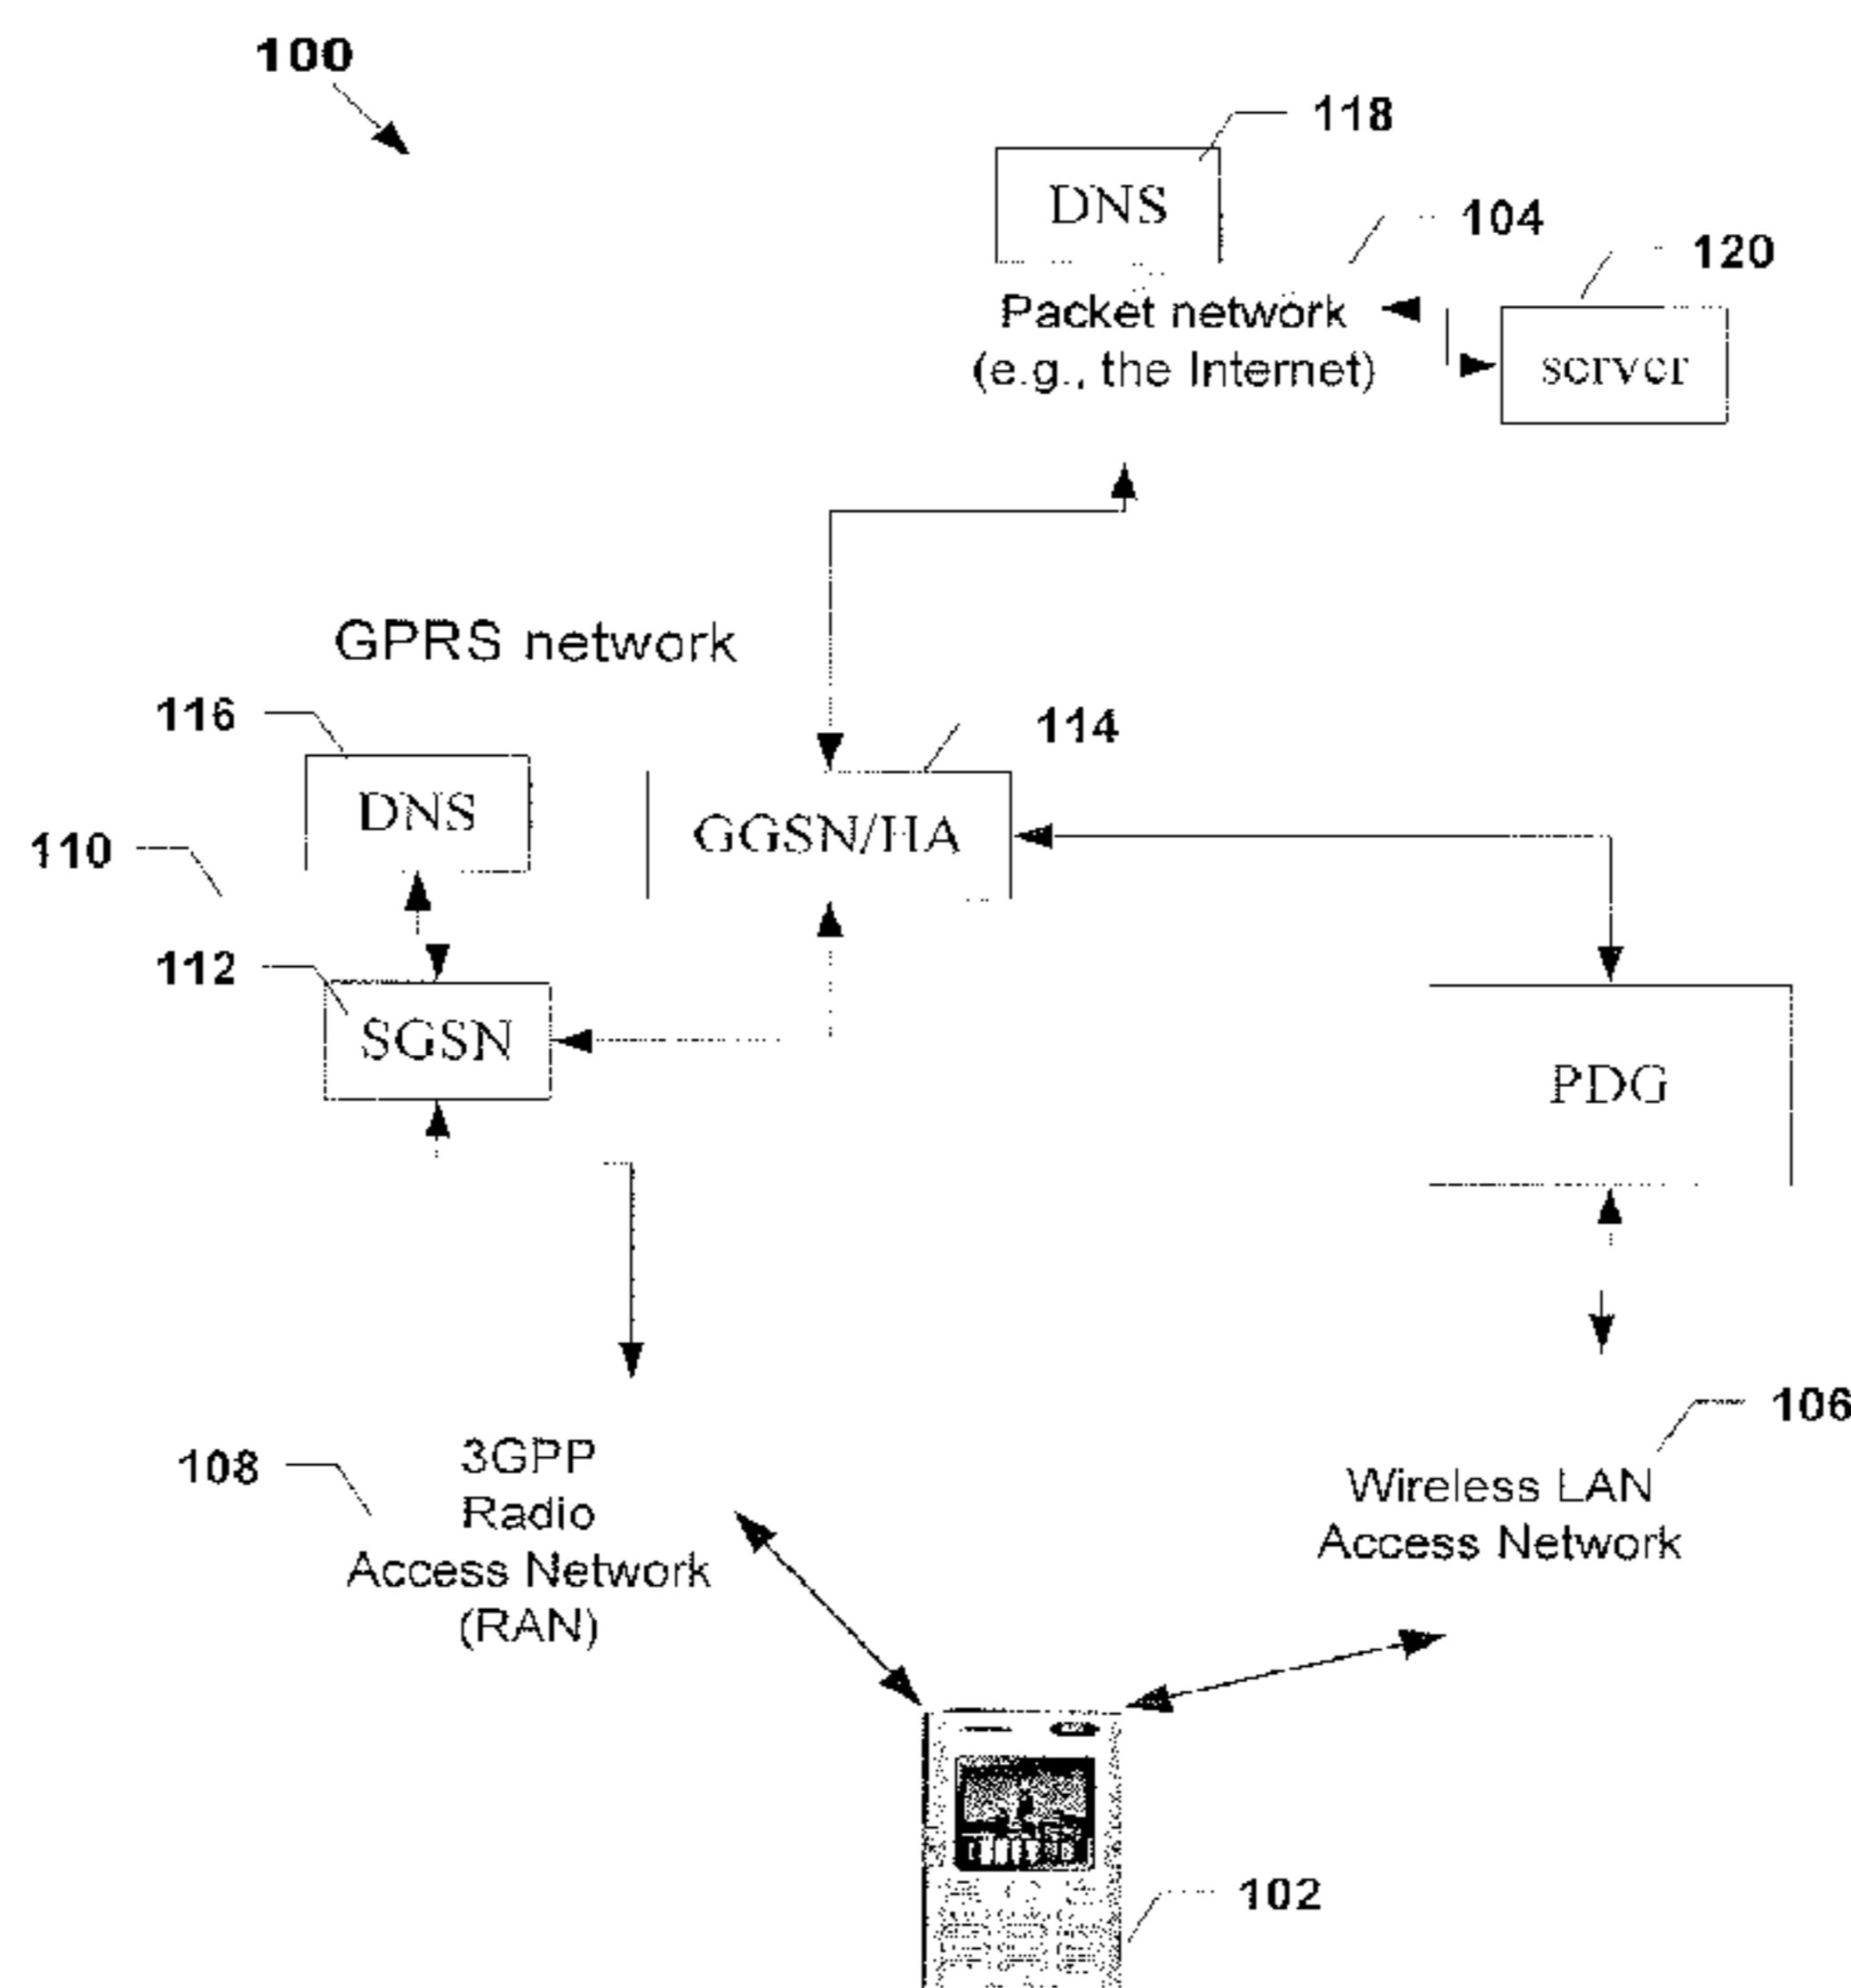 100
118
DNS
104
120
Packet network
(e.g., the Internet)
server
GPRS network
116
114
DNS
GGSN/HA
110
112
SGSN
PDG
106
108
3GPP
Radio
Access Network
(RAN)
Wireless LAN
Access Network
102